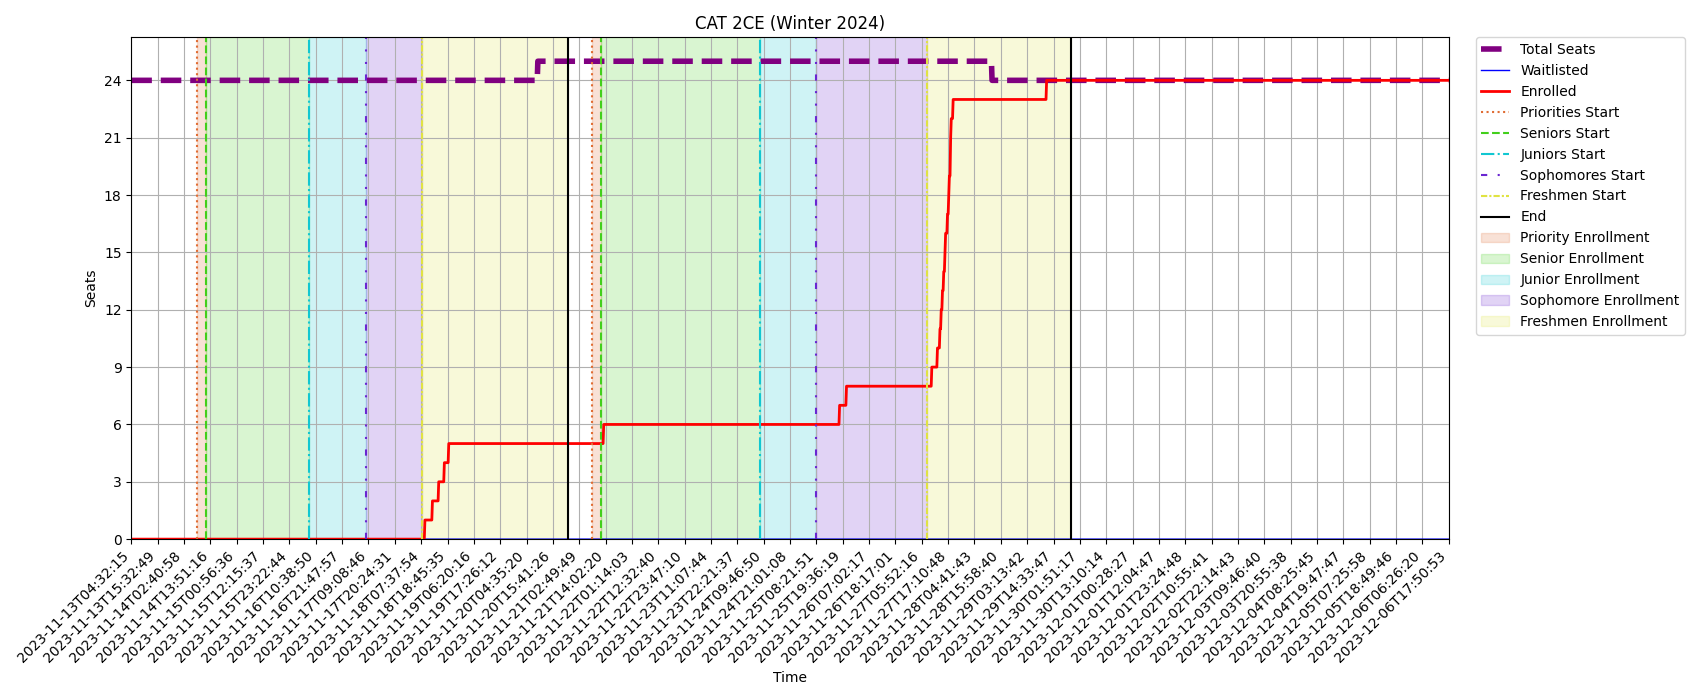 CAT 2CE (Winter 2024)
Total Seats
Waitlisted
Enrolled
Priorities Start
Seniors Start
Juniors Start
Sophomores Start
Freshmen Start
End
Priority Enrollment
Senior Enrollment
Junior Enrollment
Sophomore Enrollment
Freshmen Enrollment
Seats
24
21
18
15
12
9
6
3
0
2023-11-13T04:32:15
2023-11-13T15:32:49
2023-11-14T02:40:58
2023-11-14T13:51:16
2023-11-15T00:56:36
2023-11-15T12:15:37
2023-11-15T23:22:44
2023-11-16T10:38:50
2023-11-16T21:47:57
2023-11-17T09:08:46
2023-11-17T20:24:31
2023-11-18T07:37:54
2023-11-18T18:45:35
2023-11-19T06:20:16
2023-11-19T17:26:12
2023-11-20T04:35:20
2023-11-20T15:41:26
2023-11-21T02:49:49
2023-11-21T14:02:20
2023-11-22T01:14:03
2023-11-22T12:32:40
2023-11-22T23:47:10
2023-11-23T11:07:44
2023-11-23T22:21:37
2023-11-24T09:46:50
2023-11-24T21:01:08
2023-11-25T08:21:51
2023-11-25T19:36:19
2023-11-26T07:02:17
2023-11-26T18:17:01
2023-11-27T05:52:16
2023-11-27T17:10:48
2023-11-28T04:41:43
2023-11-28T15:58:40
2023-11-29T03:13:42
2023-11-29T14:33:47
2023-11-30T01:51:17
2023-11-30T13:10:14
2023-12-01T00:28:27
2023-12-01T12:04:47
2023-12-01T23:24:48
2023-12-02T10:55:41
2023-12-02T22:14:43
2023-12-03T09:46:40
2023-12-03T20:55:38
2023-12-04T08:25:45
2023-12-04T19:47:47
2023-12-05T07:25:58
2023-12-05T18:49:46
2023-12-06T06:26:20
2023-12-06T17:50:53
Time